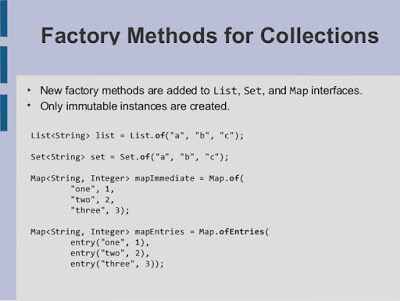 Factory Methods for Collections
• New factory methods are added to List, Set, and Map interfaces.
• Only immutable instances are created.
List<String> list = List.of("a", "b", "c");
Set<String> set = Set.of("a", "b", "c");
Map<String, Integer> mapImmediate = Map.of(
"one", 1,
"two", 2,
"three", 3);
Map<String, Integer> mapEntries = Map.ofEntries(
entry("one", 1),
entry("two", 2),
entry("three", 3));